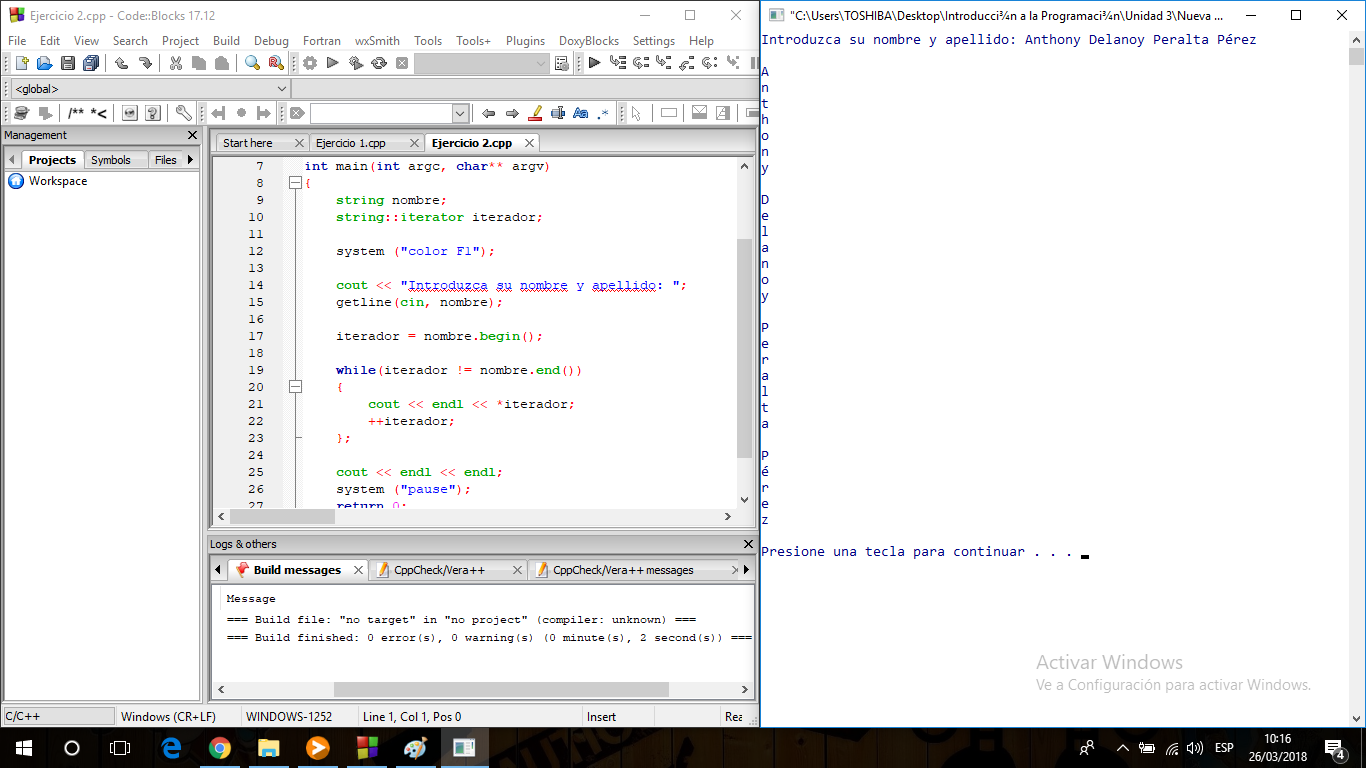 Ejercicio 2.cpp - Code::Blocks 17.12
File Edit View Search Project Build Debug Fortran wxSmith Tools Tools+ Plugins DoxyBlocks Settings Help
<global>
/** *<
Management
Projects Symbols Files
Workspace
Start here Ejercicio 1.cpp Ejercicio 2.cpp
7 int main(int argc, char** argv)
8 {
9 string nombre;
10 string::iterator iterador;
11
12 system ("color F1");
13
14 cout << "Introduzca su nombre y apellido: ";
15 getline(cin, nombre);
16
17 iterador = nombre.begin();
18
19 while(iterador != nombre.end())
20 {
21 cout << endl << *iterador;
22 ++iterador;
23 };
24
25 cout << endl << endl;
26 system ("pause");
27 return 0;
Logs & others
Build messages CppCheck/Vera++ CppCheck/Vera++ messages
Message
=== Build file: "no target" in "no project" (compiler: unknown) ===
=== Build finished: 0 error(s), 0 warning(s) (0 minute(s), 2 second(s)) ===
C/C++ Windows (CR+LF) WINDOWS-1252 Line 1, Col 1, Pos 0 Insert Rea
"C:\Users\TOSHIBA\Desktop\Introducci¾n a la Programaci¾n\Unidad 3\Nueva ...
Introduzca su nombre y apellido: Anthony Delanoy Peralta Pérez
A
n
t
h
o
n
y
D
e
l
a
n
o
y
P
e
r
a
l
t
a
P
é
r
e
z
Presione una tecla para continuar . . .
Activar Windows
Ve a Configuración para activar Windows.
ESP
10:16
26/03/2018
4